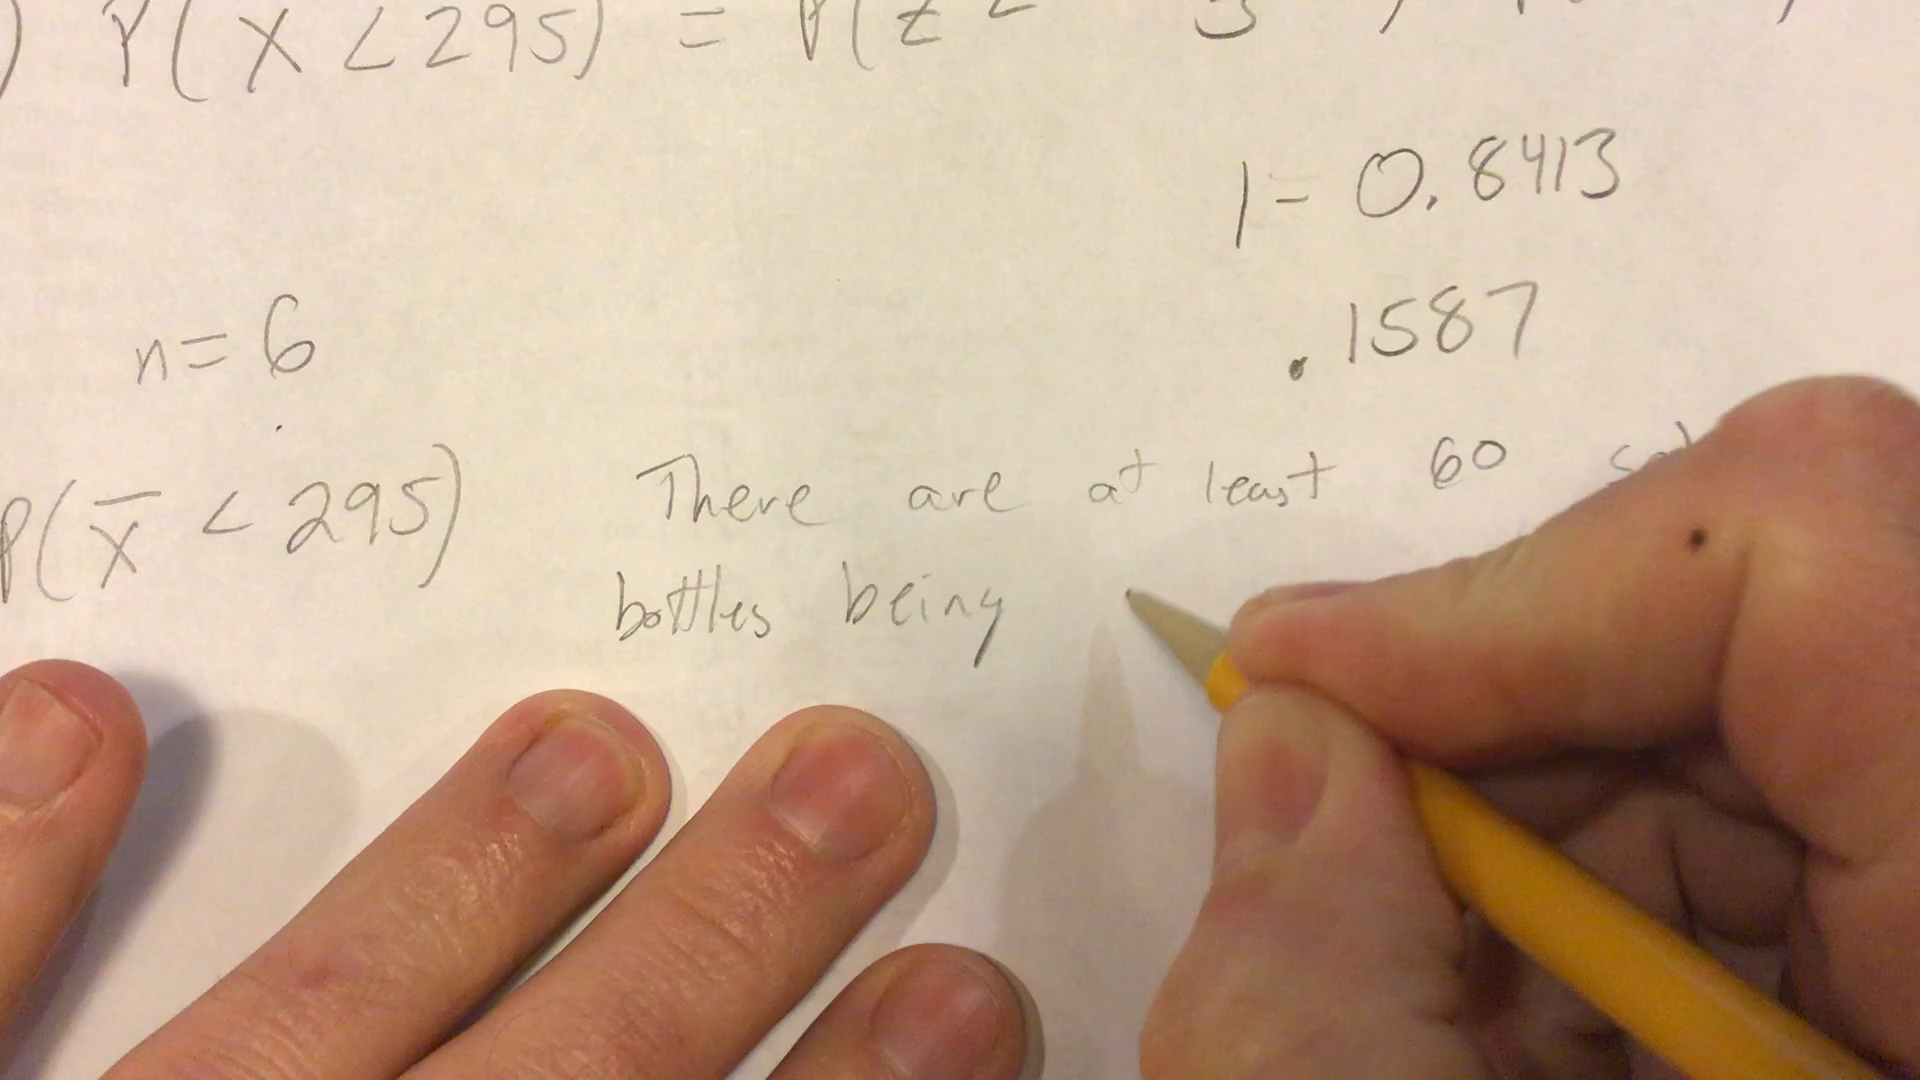 ) P(X < 295) = P(z <
1 - 0.8413
.1587
n = 6
P(x̄ < 295)
There are at least 60
bottles being